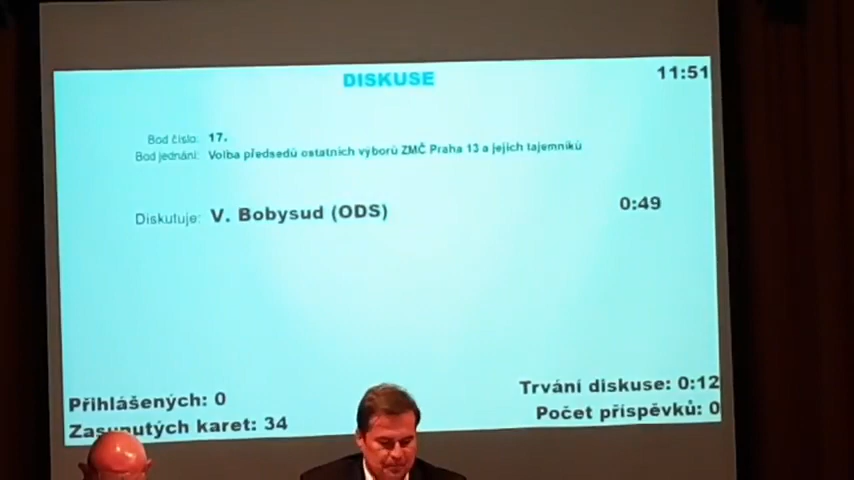 DISKUSE
11:51
Bod číslo: 17.
Bod jednání: Volba předsedů ostatních výborů ZMČ Praha 13 a jejich tajemníků
Diskutuje: V. Bobysud (ODS) 0:49
Přihlášených: 0
Zasunutých karet: 34
Trvání diskuse: 0:12
Počet příspěvků: 0